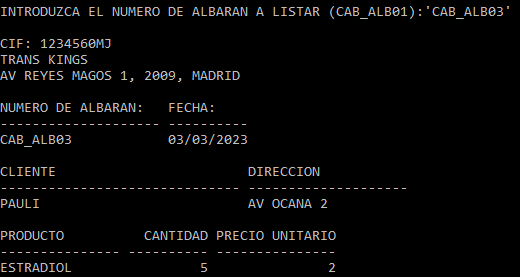 INTRODUZCA EL NUMERO DE ALBARAN A LISTAR (CAB_ALB01):'CAB_ALB03'
CIF: 1234560MJ
TRANS KINGS
AV REYES MAGOS 1, 2009, MADRID
NUMERO DE ALBARAN: FECHA:
-------------------- ----------
CAB_ALB03 03/03/2023
CLIENTE DIRECCION
------------------------------ --------------------
PAULI AV OCANA 2
PRODUCTO CANTIDAD PRECIO UNITARIO
--------------- ---------- ---------------
ESTRADIOL 5 2